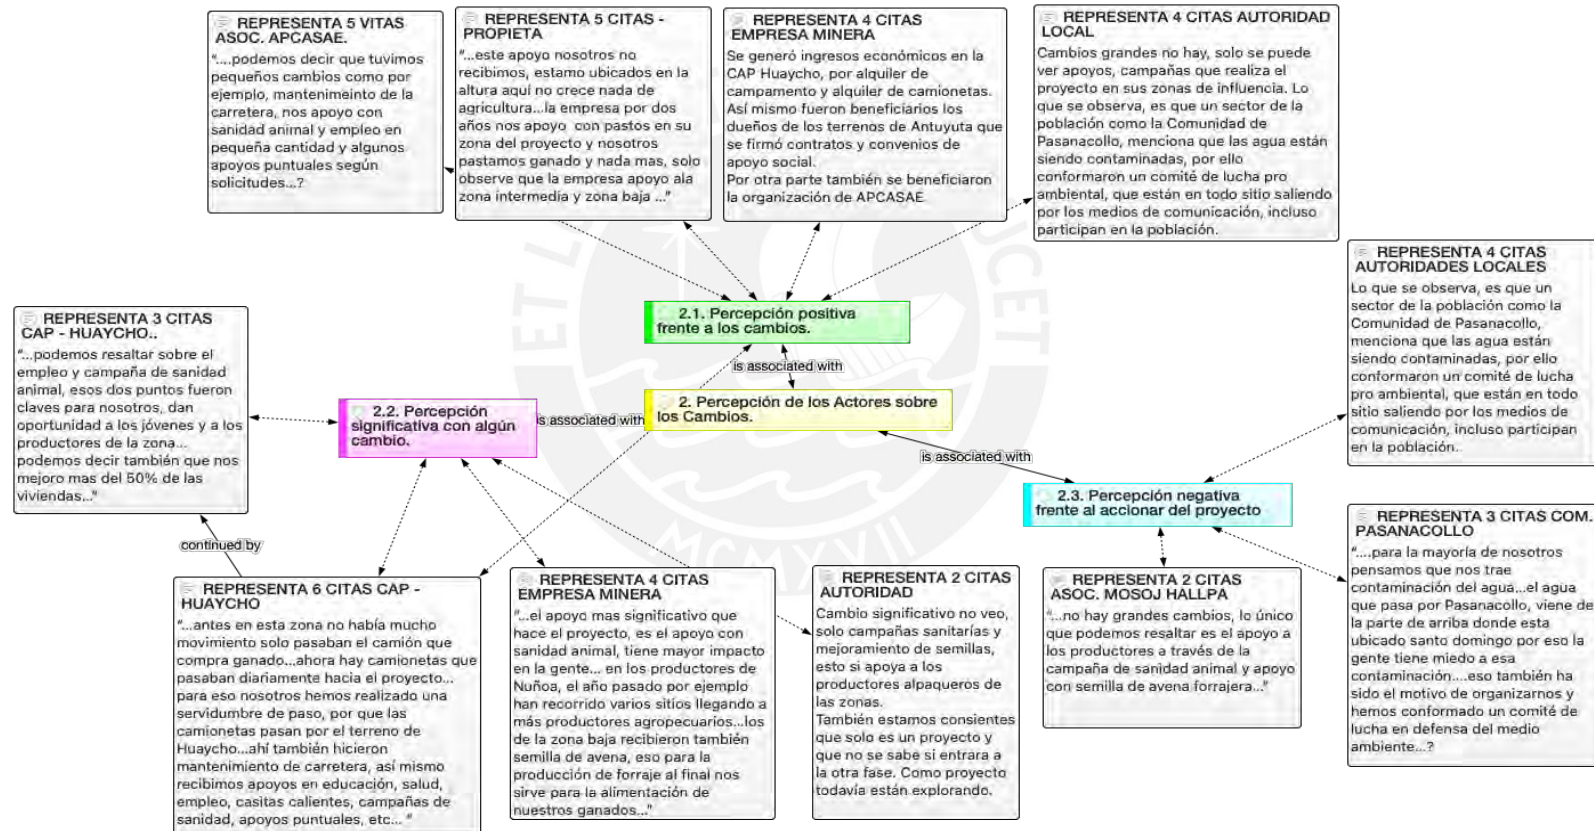 REPRESENTA 5 VITAS
ASOC. APCASAE.
"....podemos decir que tuvimos
pequeños cambios como por
ejemplo, mantenimeinto de la
carretera, nos apoyo con
sanidad animal y empleo en
pequeña cantidad y algunos
apoyos puntuales según
solicitudes...?
REPRESENTA 5 CITAS -
PROPIETA
"...este apoyo nosotros no
recibimos, estamo ubicados en la
altura aquí no crece nada de
agricultura...la empresa por dos
años nos apoyo con pastos en su
zona del proyecto y nosotros
pastamos ganado y nada mas, solo
observe que la empresa apoyo ala
zona intermedia y zona baja ..."
REPRESENTA 4 CITAS
EMPRESA MINERA
Se generó ingresos económicos en la
CAP Huaycho, por alquiler de
campamento y alquiler de camionetas.
Así mismo fueron beneficiarios los
dueños de los terrenos de Antuyuta que
se firmó contratos y convenios de
apoyo social.
Por otra parte también se beneficiaron
la organización de APCASAE
REPRESENTA 4 CITAS AUTORIDAD
LOCAL
Cambios grandes no hay, solo se puede
ver apoyos, campañas que realiza el
proyecto en sus zonas de influencia. Lo
que se observa, es que un sector de la
población como la Comunidad de
Pasanacollo, menciona que las agua están
siendo contaminadas, por ello
conformaron un comité de lucha pro
ambiental, que están en todo sitio saliendo
por los medios de comunicación, incluso
participan en la población.
REPRESENTA 4 CITAS
AUTORIDADES LOCALES
Lo que se observa, es que un
sector de la población como la
Comunidad de Pasanacollo,
menciona que las agua están
siendo contaminadas, por ello
conformaron un comité de lucha
pro ambiental, que están en todo
sitio saliendo por los medios de
comunicación, incluso participan
en la población.
2.1. Percepción positiva
frente a los cambios.
is associated with
2. Percepción de los Actores sobre
los Cambios.
REPRESENTA 3 CITAS
CAP - HUAYCHO..
"...podemos resaltar sobre el
empleo y campaña de sanidad
animal, esos dos puntos fueron
claves para nosotros, dan
oportunidad a los jóvenes y a los
productores de la zona...
podemos decir también que nos
mejoro mas del 50% de las
viviendas..."
2.2. Percepción
significativa con algún
cambio.
is associated with
is associated with
2.3. Percepción negativa
frente al accionar del proyecto
continued by
REPRESENTA 6 CITAS CAP -
HUAYCHO
"...antes en esta zona no había mucho
movimiento solo pasaban el camión que
compra ganado...ahora hay camionetas que
pasaban diariamente hacia el proyecto...
para eso nosotros hemos realizado una
servidumbre de paso, por que las
camionetas pasan por el terreno de
Huaycho...ahí también hicieron
mantenimiento de carretera, así mismo
recibimos apoyos en educación, salud,
empleo, casitas calientes, campañas de
sanidad, apoyos puntuales, etc... "
REPRESENTA 4 CITAS
EMPRESA MINERA
"...el apoyo mas significativo que
hace el proyecto, es el apoyo con
sanidad animal, tiene mayor impacto
en la gente... en los productores de
Nuñoa, el año pasado por ejemplo
han recorrido varios sitios llegando a
más productores agropecuarios...los
de la zona baja recibieron también
semilla de avena, eso para la
producción de forraje al final nos
sirve para la alimentación de
nuestros ganados..."
REPRESENTA 2 CITAS
AUTORIDAD
Cambio significativo no veo,
solo campañas sanitarías y
mejoramiento de semillas,
esto si apoya a los
productores alpaqueros de
las zonas.
También estamos consientes
que solo es un proyecto y
que no se sabe si entrara a
la otra fase. Como proyecto
todavía están explorando.
REPRESENTA 2 CITAS
ASOC. MOSOJ HALLPA
"...no hay grandes cambios, lo único
que podemos resaltar es el apoyo a
los productores a través de la
campaña de sanidad animal y apoyo
con semilla de avena forrajera..."
REPRESENTA 3 CITAS COM.
PASANACOLLO
"....para la mayoría de nosotros
pensamos que nos trae
contaminación del agua...el agua
que pasa por Pasanacollo, viene de
la parte de arriba donde esta
ubicado santo domingo por eso la
gente tiene miedo a esa
contaminación....eso también ha
sido el motivo de organizarnos y
hemos conformado un comité de
lucha en defensa del medio
ambiente...?
ET L
UCET
MCMXVII